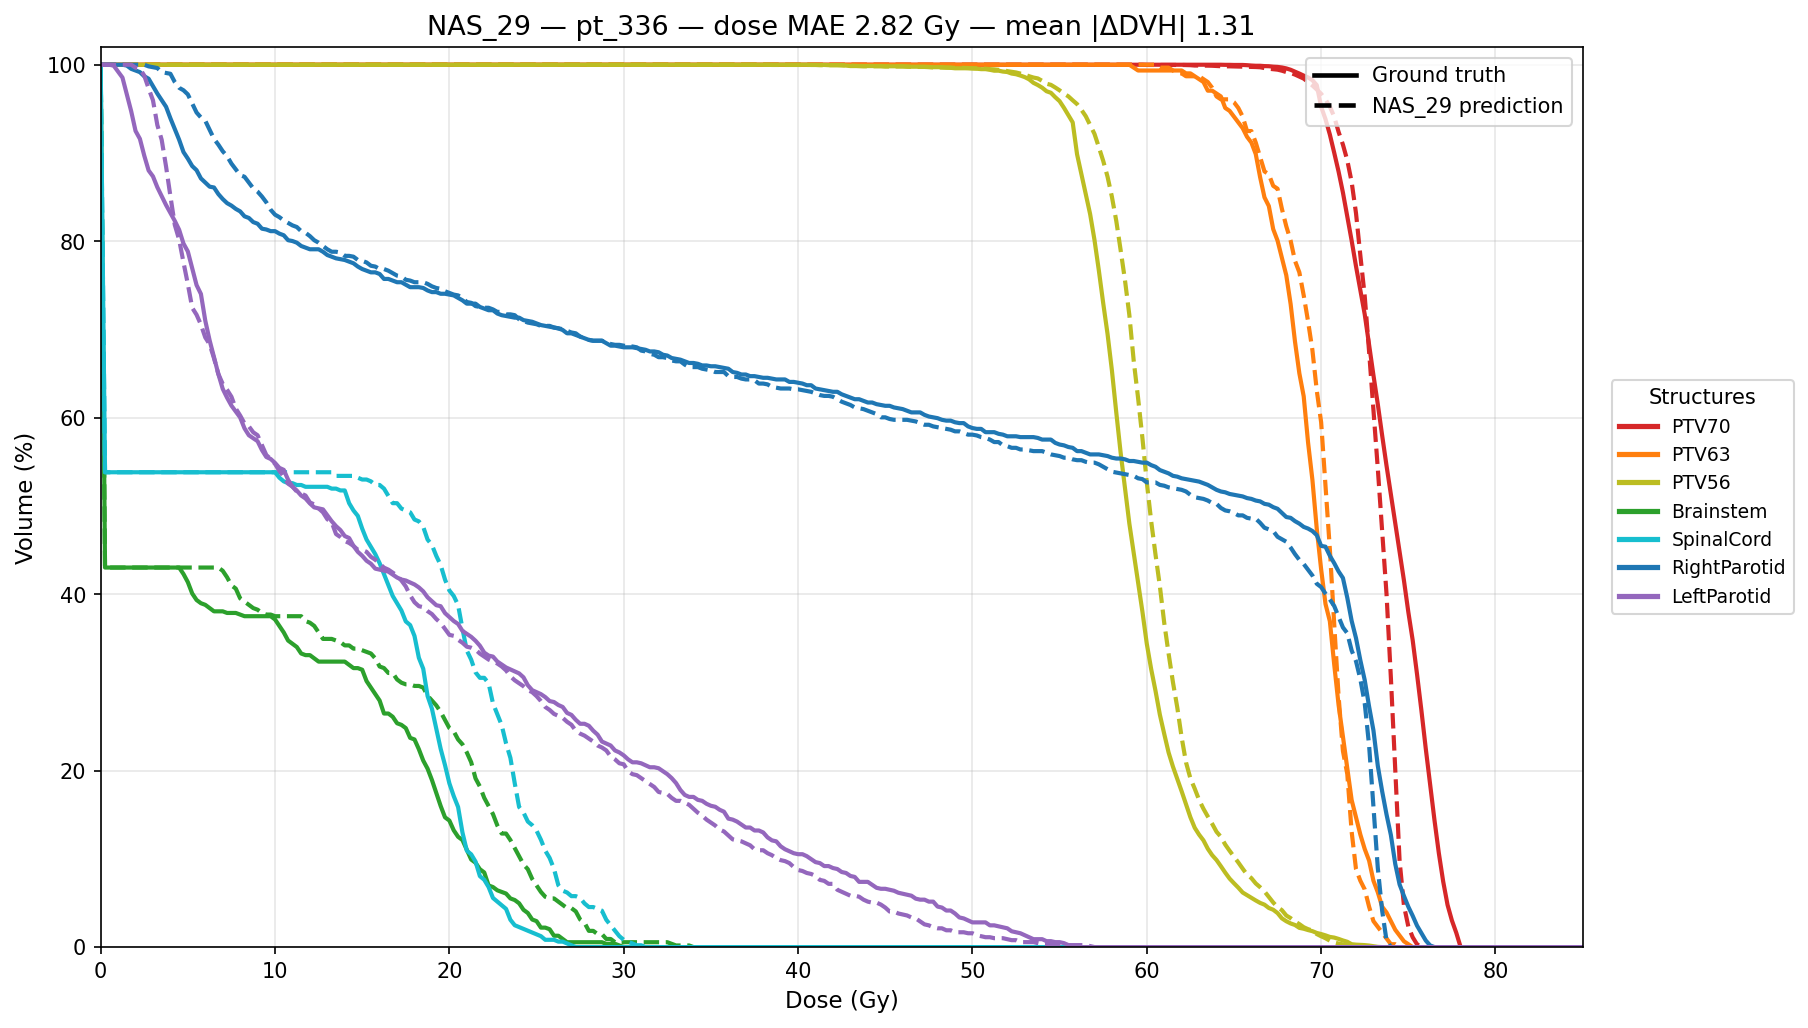 NAS_29 — pt_336 — dose MAE 2.82 Gy — mean |ΔDVH| 1.31
Ground truth
NAS_29 prediction
Volume (%)
100
80
60
40
20
0
0 10 20 30 40 50 60 70 80
Dose (Gy)
Structures
PTV70
PTV63
PTV56
Brainstem
SpinalCord
RightParotid
LeftParotid